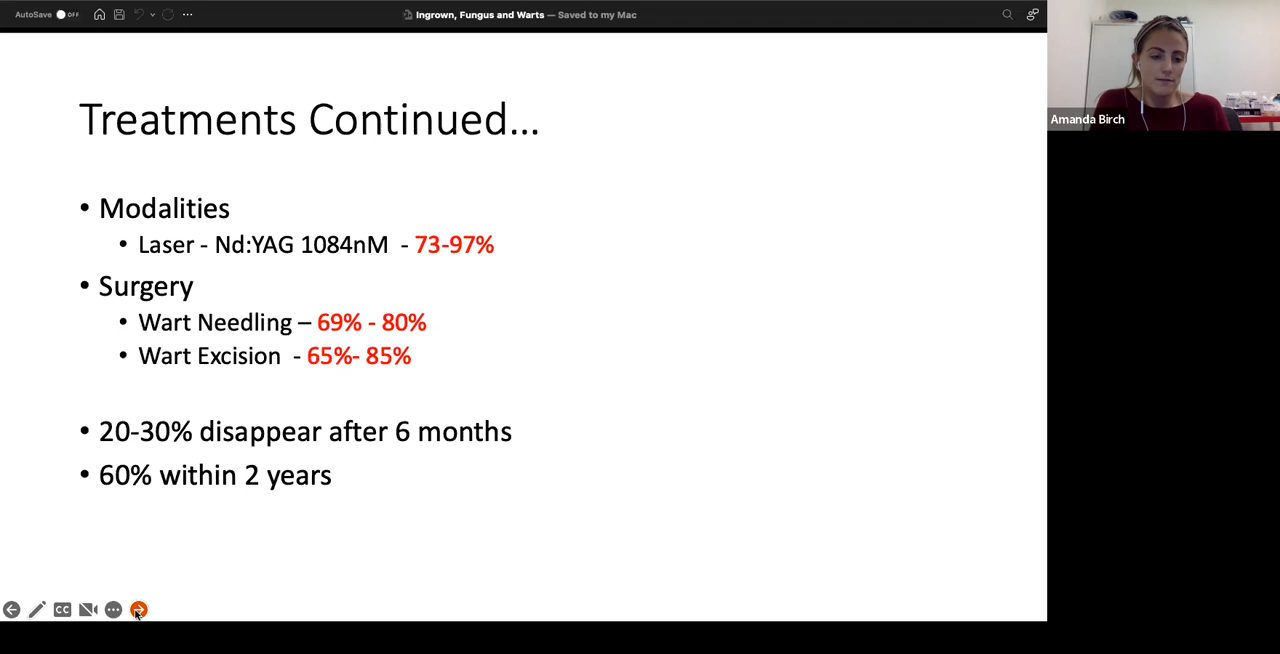 AutoSave OFF
Ingrown, Fungus and Warts — Saved to my Mac
Amanda Birch
Treatments Continued...
• Modalities
• Laser - Nd:YAG 1084nM - 73-97%
• Surgery
• Wart Needling – 69% - 80%
• Wart Excision - 65%- 85%
• 20-30% disappear after 6 months
• 60% within 2 years
CC